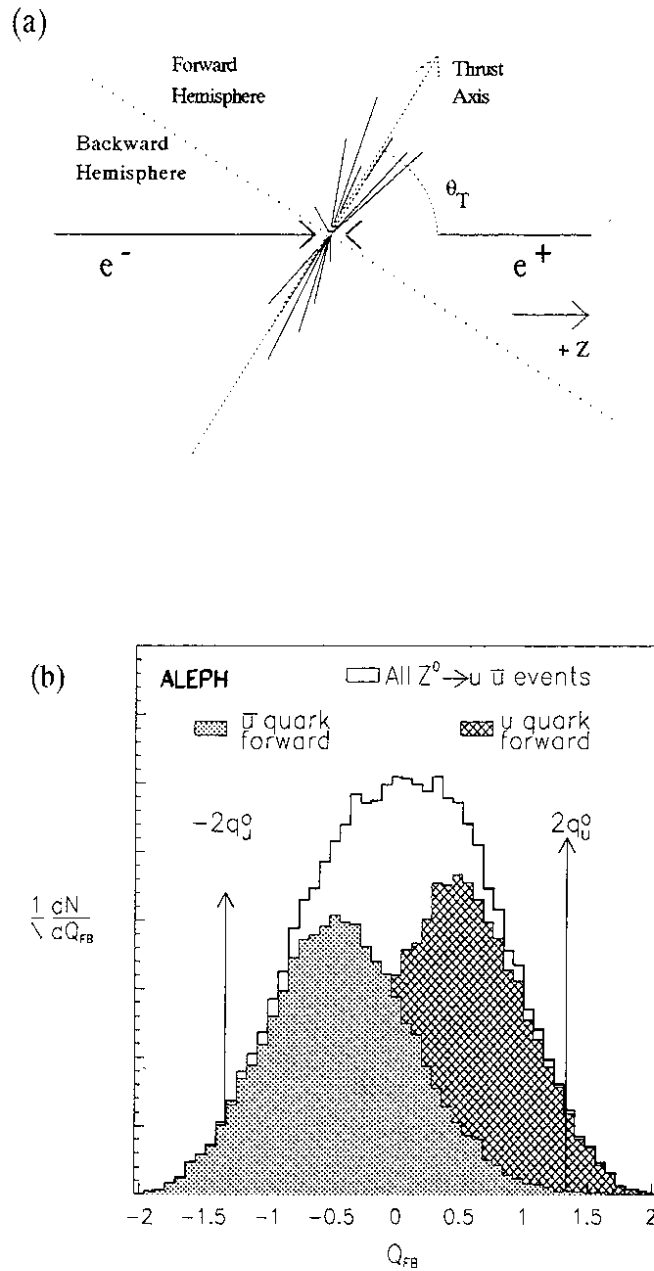 (a)
Forward
Hemisphere
Thrust
Axis
Backward
Hemisphere
θT
e-
e+
+ Z
(b)
ALEPH
All Z⁰→u ū events
ū quark
forward
u quark
forward
-2q⁰u
2q⁰u
1 dN
\ dQFB
-2 -1.5 -1 -0.5 0 0.5 1 1.5 2
QFB